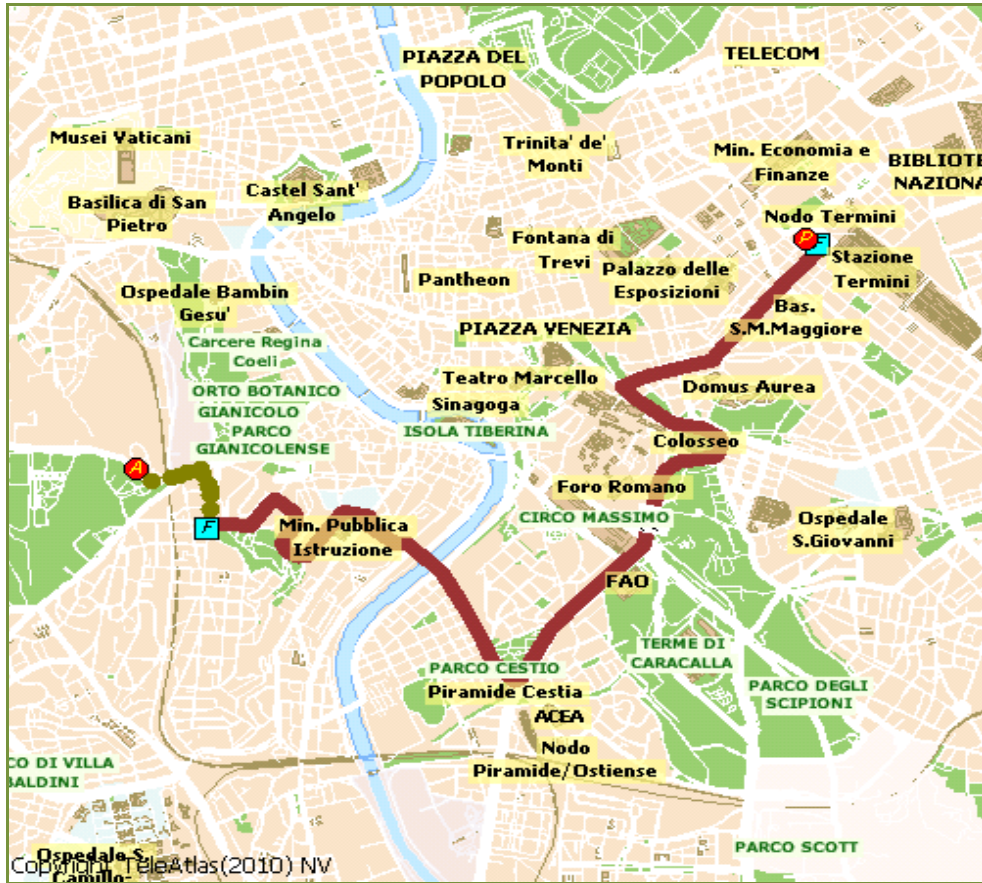 PIAZZA DEL
POPOLO
TELECOM
Musei Vaticani
Trinita' de'
Monti
Min. Economia e
Finanze
BIBLIOTE
NAZIONA
Basilica di San
Pietro
Castel Sant'
Angelo
Nodo Termini
P
F
Stazione
Termini
Fontana di
Trevi
Palazzo delle
Esposizioni
Pantheon
Ospedale Bambin
Gesu'
Bas.
S.M.Maggiore
PIAZZA VENEZIA
Carcere Regina
Coeli
Teatro Marcello
Domus Aurea
ORTO BOTANICO
GIANICOLO
PARCO
GIANICOLENSE
Sinagoga
ISOLA TIBERINA
Colosseo
A
Foro Romano
CIRCO MASSIMO
F
Min. Pubblica
Istruzione
Ospedale
S.Giovanni
FAO
TERME DI
CARACALLA
PARCO CESTIO
Piramide Cestia
PARCO DEGLI
SCIPIONI
ACEA
Nodo
Piramide/Ostiense
CO DI VILLA
BALDINI
PARCO SCOTT
Ospedale S.
Camillo-
Copyright TeleAtlas(2010) NV